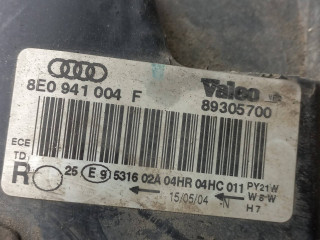 Valeo
8E0 941 004 F
89305700
ECE
TD
R
25 E9 5316 02A 04HR 04HC 011
PY21W
W5W
H7
15/05/04 -N